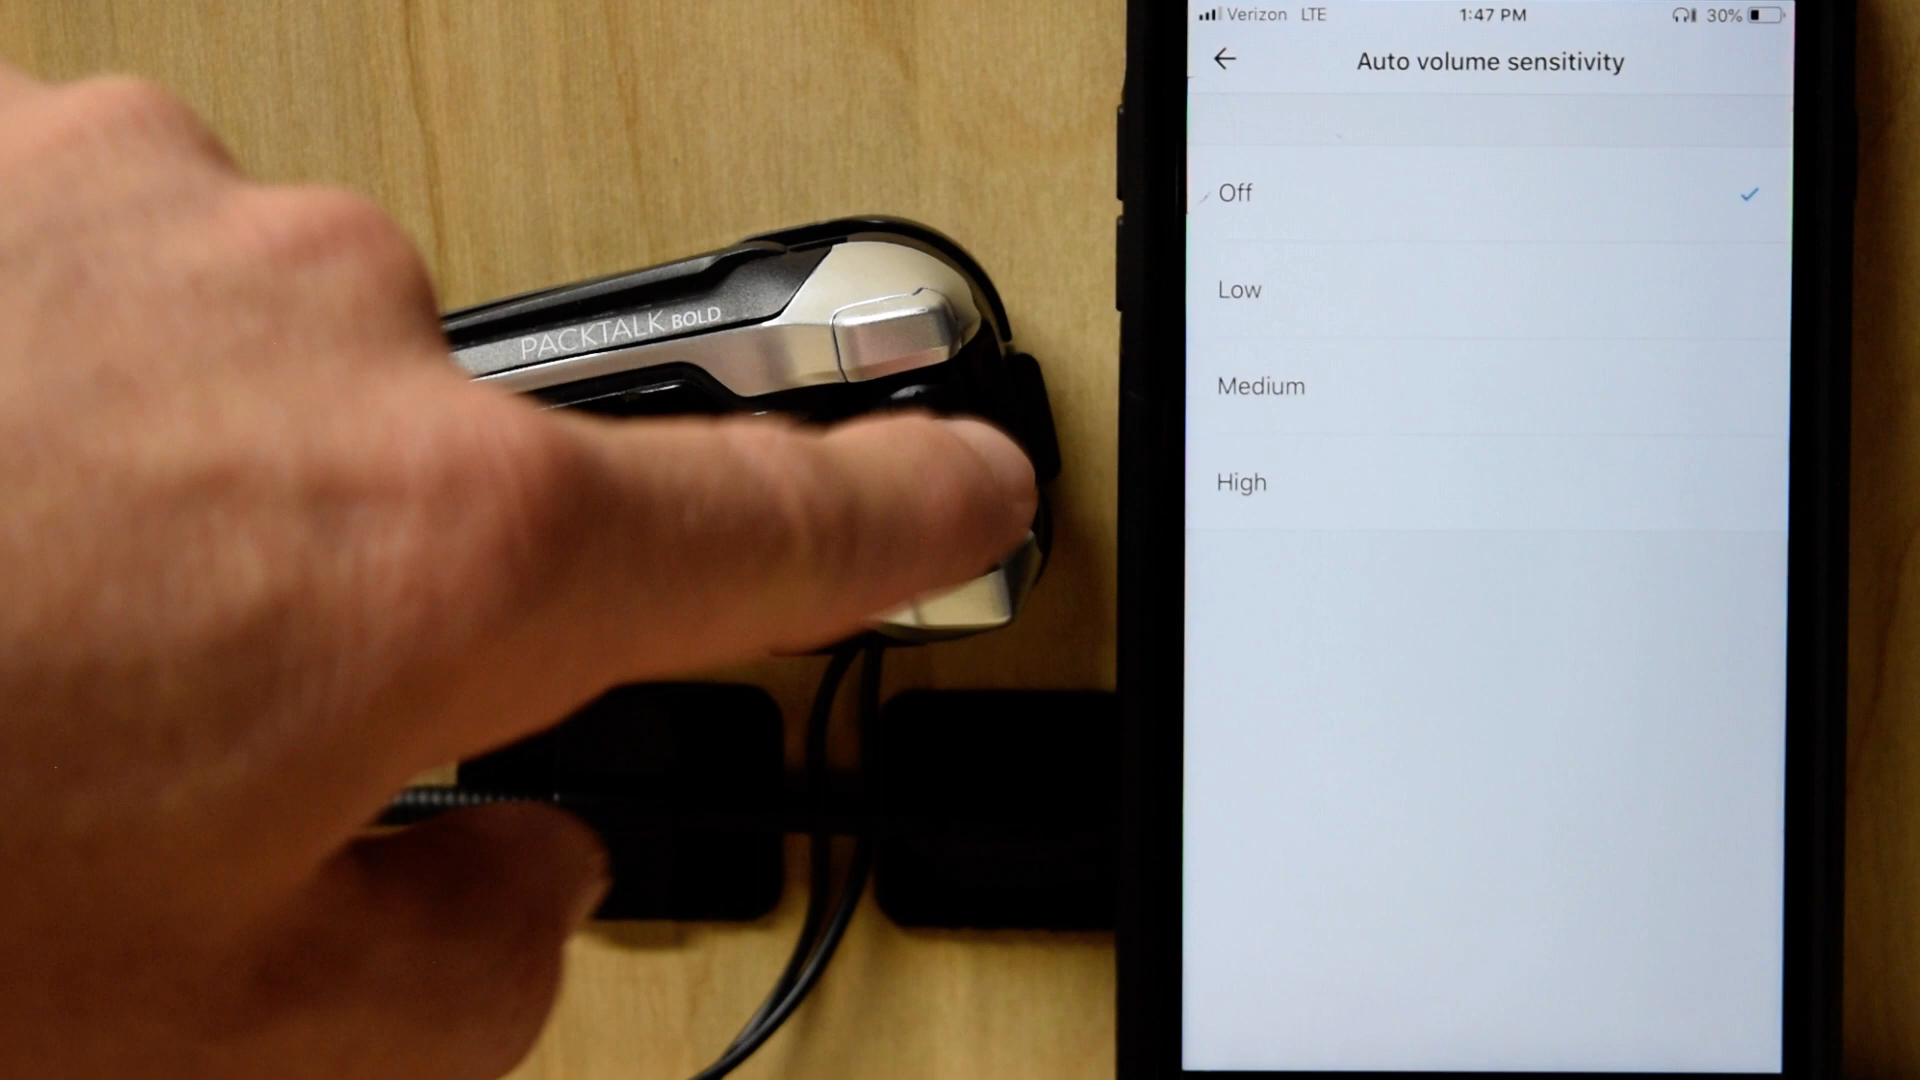 PACKTALK BOLD
Verizon LTE 1:47 PM 30%
Auto volume sensitivity
Off
Low
Medium
High